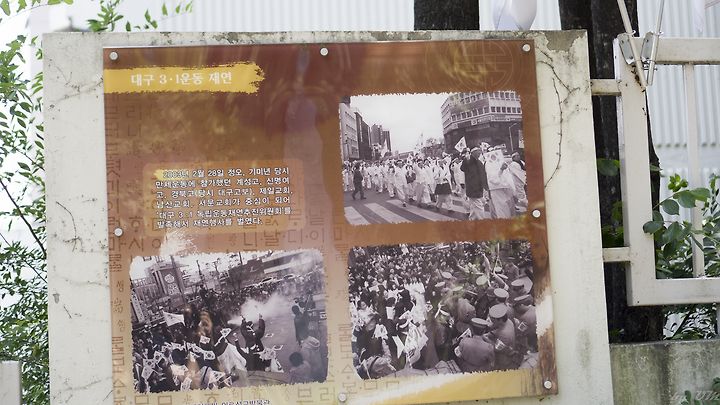 대구 3·1운동 재연
2003년 2월 28일 정오, 기미년 당시
만세운동에 참가했던 계성고, 신명여
고, 경북고(당시 대구고보), 제일교회,
남산교회, 서문교회가 중심이 되어
'대구 3·1 독립운동재연추진위원회'를
발족해서 재연행사를 벌였다.